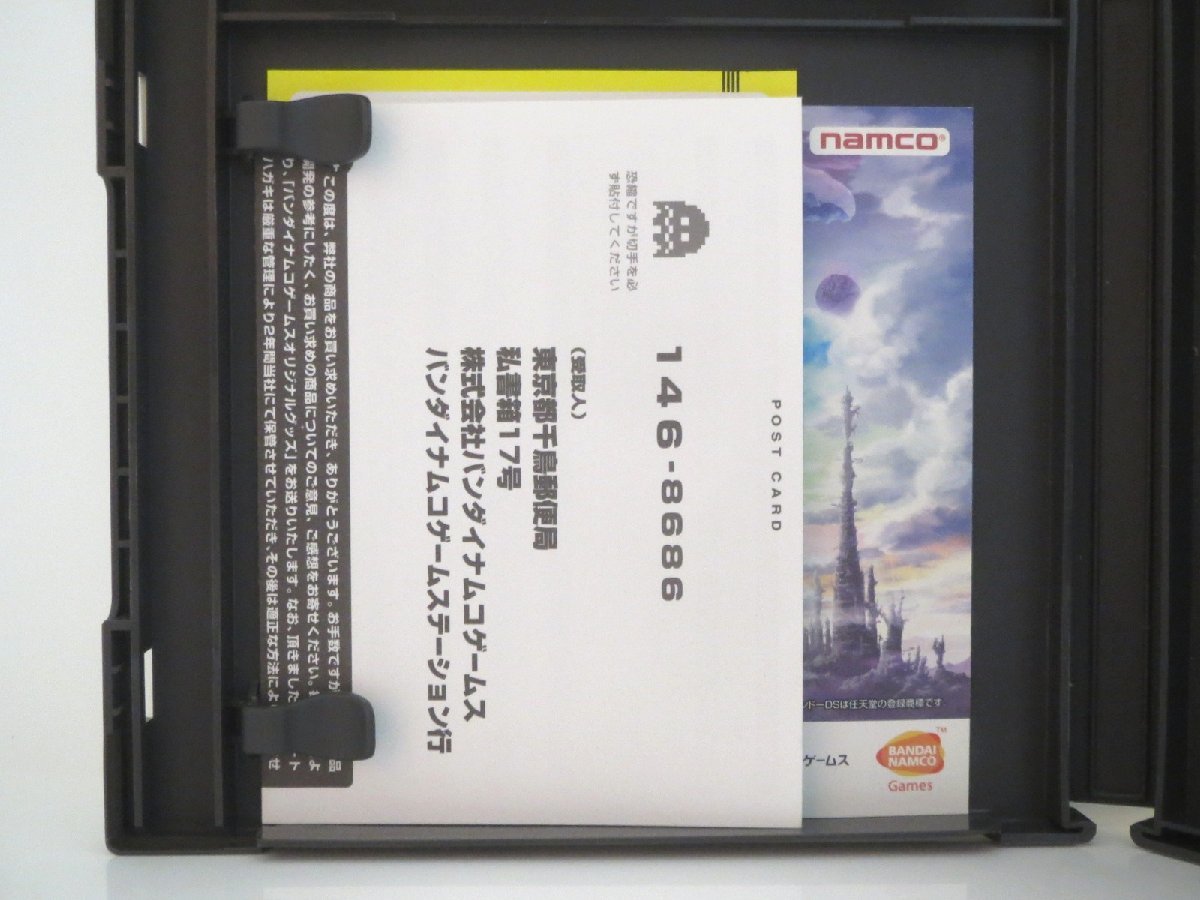 POST CARD
146-8686
恐縮ですが切手を必
ず貼付してください
(受取人)
東京都千鳥郵便局
私書箱17号
株式会社バンダイナムコゲームス
バンダイナムコゲームステーション行
この度は、弊社の商品をお買い求めいただき、ありがとうございます。お手数ですが
開発の参考にしたく、お買い求めの商品についてのご意見、ご感想をお寄せください。
り、「バンダイナムコゲームスオリジナルグッズ」をお送りいたします。なお、頂きました
ハガキは厳重な管理により2年間当社にて保管させていただき、その後は適正な方法によ
品
よ
ト
せ
namco®
ンドーDSは任天堂の登録商標です
ゲームス
BANDAI
NAMCO
TM
Games